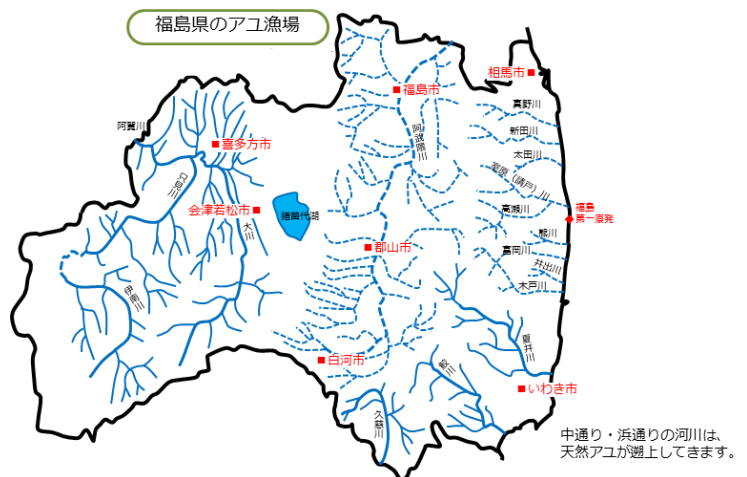 福島県のアユ漁場
相馬市
福島市
真野川
新田川
太田川
室原（請戸）川
高瀬川
福島
第一原発
熊川
富岡川
井出川
木戸川
阿武隈川
阿賀川
喜多方市
只見川
会津若松市
大川
猪苗代湖
郡山市
伊南川
白河市
久慈川
鮫川
夏井川
いわき市
中通り・浜通りの河川は、
天然アユが遡上してきます。